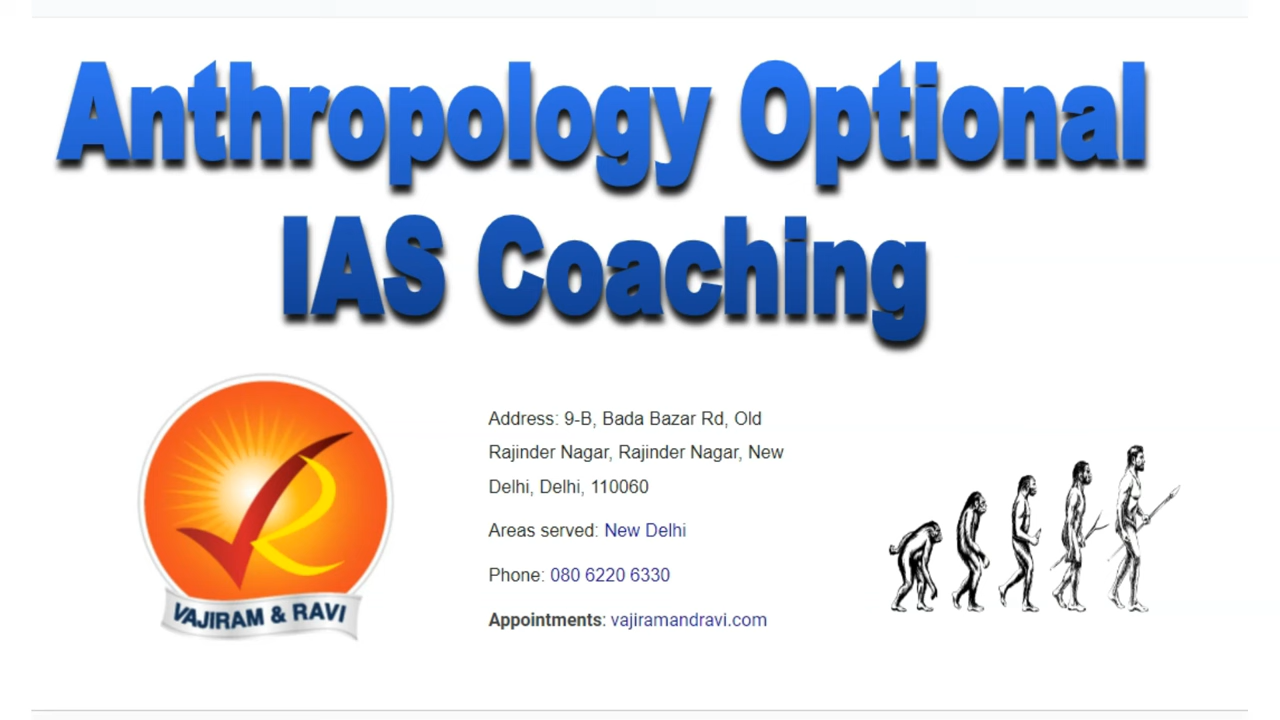 Anthropology Optional
IAS Coaching
Address: 9-B, Bada Bazar Rd, Old
Rajinder Nagar, Rajinder Nagar, New
Delhi, Delhi, 110060
Areas served: New Delhi
Phone: 080 6220 6330
Appointments: vajiramandravi.com
VAJIRAM & RAVI